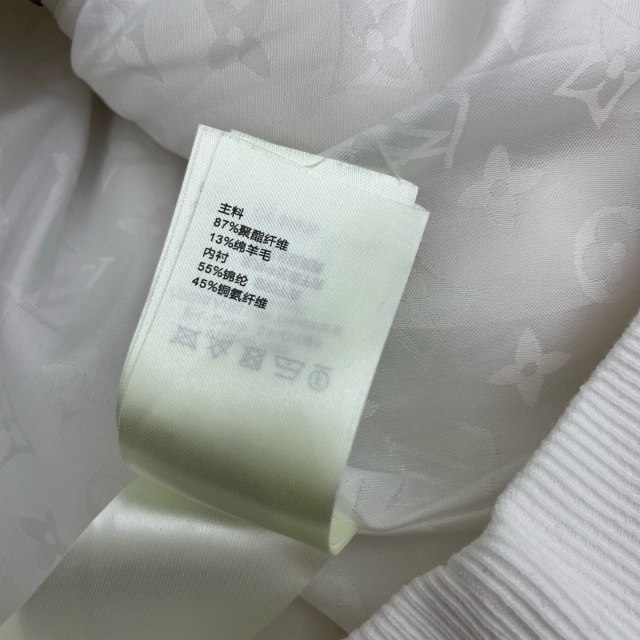 主料
87%聚酯纤维
13%绵羊毛
内衬
55%锦纶
45%铜氨纤维